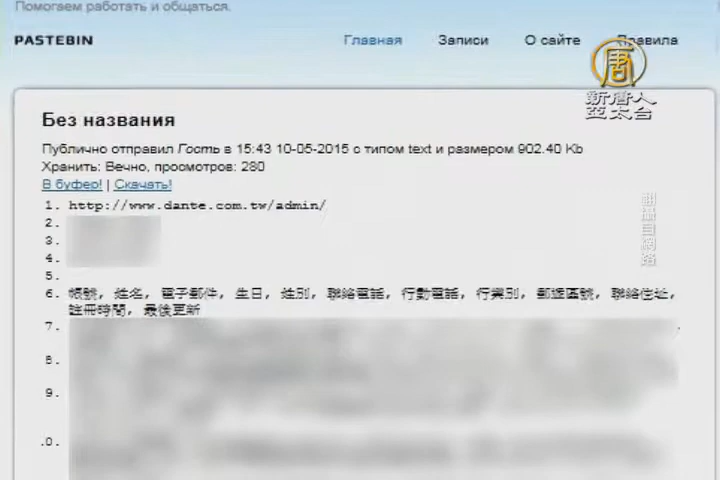 Помогаем работать и общаться.
PASTEBIN
Главная Записи О сайте Правила
唐
新唐人
亞太台
Без названия
Публично отправил Гость в 15:43 10-05-2015 с типом text и размером 902.40 Kb
Хранить: Вечно, просмотров: 280
В буфер! | Скачать!
1. http://www.dante.com.tw/admin/
2.
3.
4.
5.
6. 帳號, 姓名, 電子郵件, 生日, 姓別, 聯絡電話, 行動電話, 行業別, 郵遞區號, 聯絡住址,
註冊時間, 最後更新
7.
8.
9.
0.
翻攝自網路